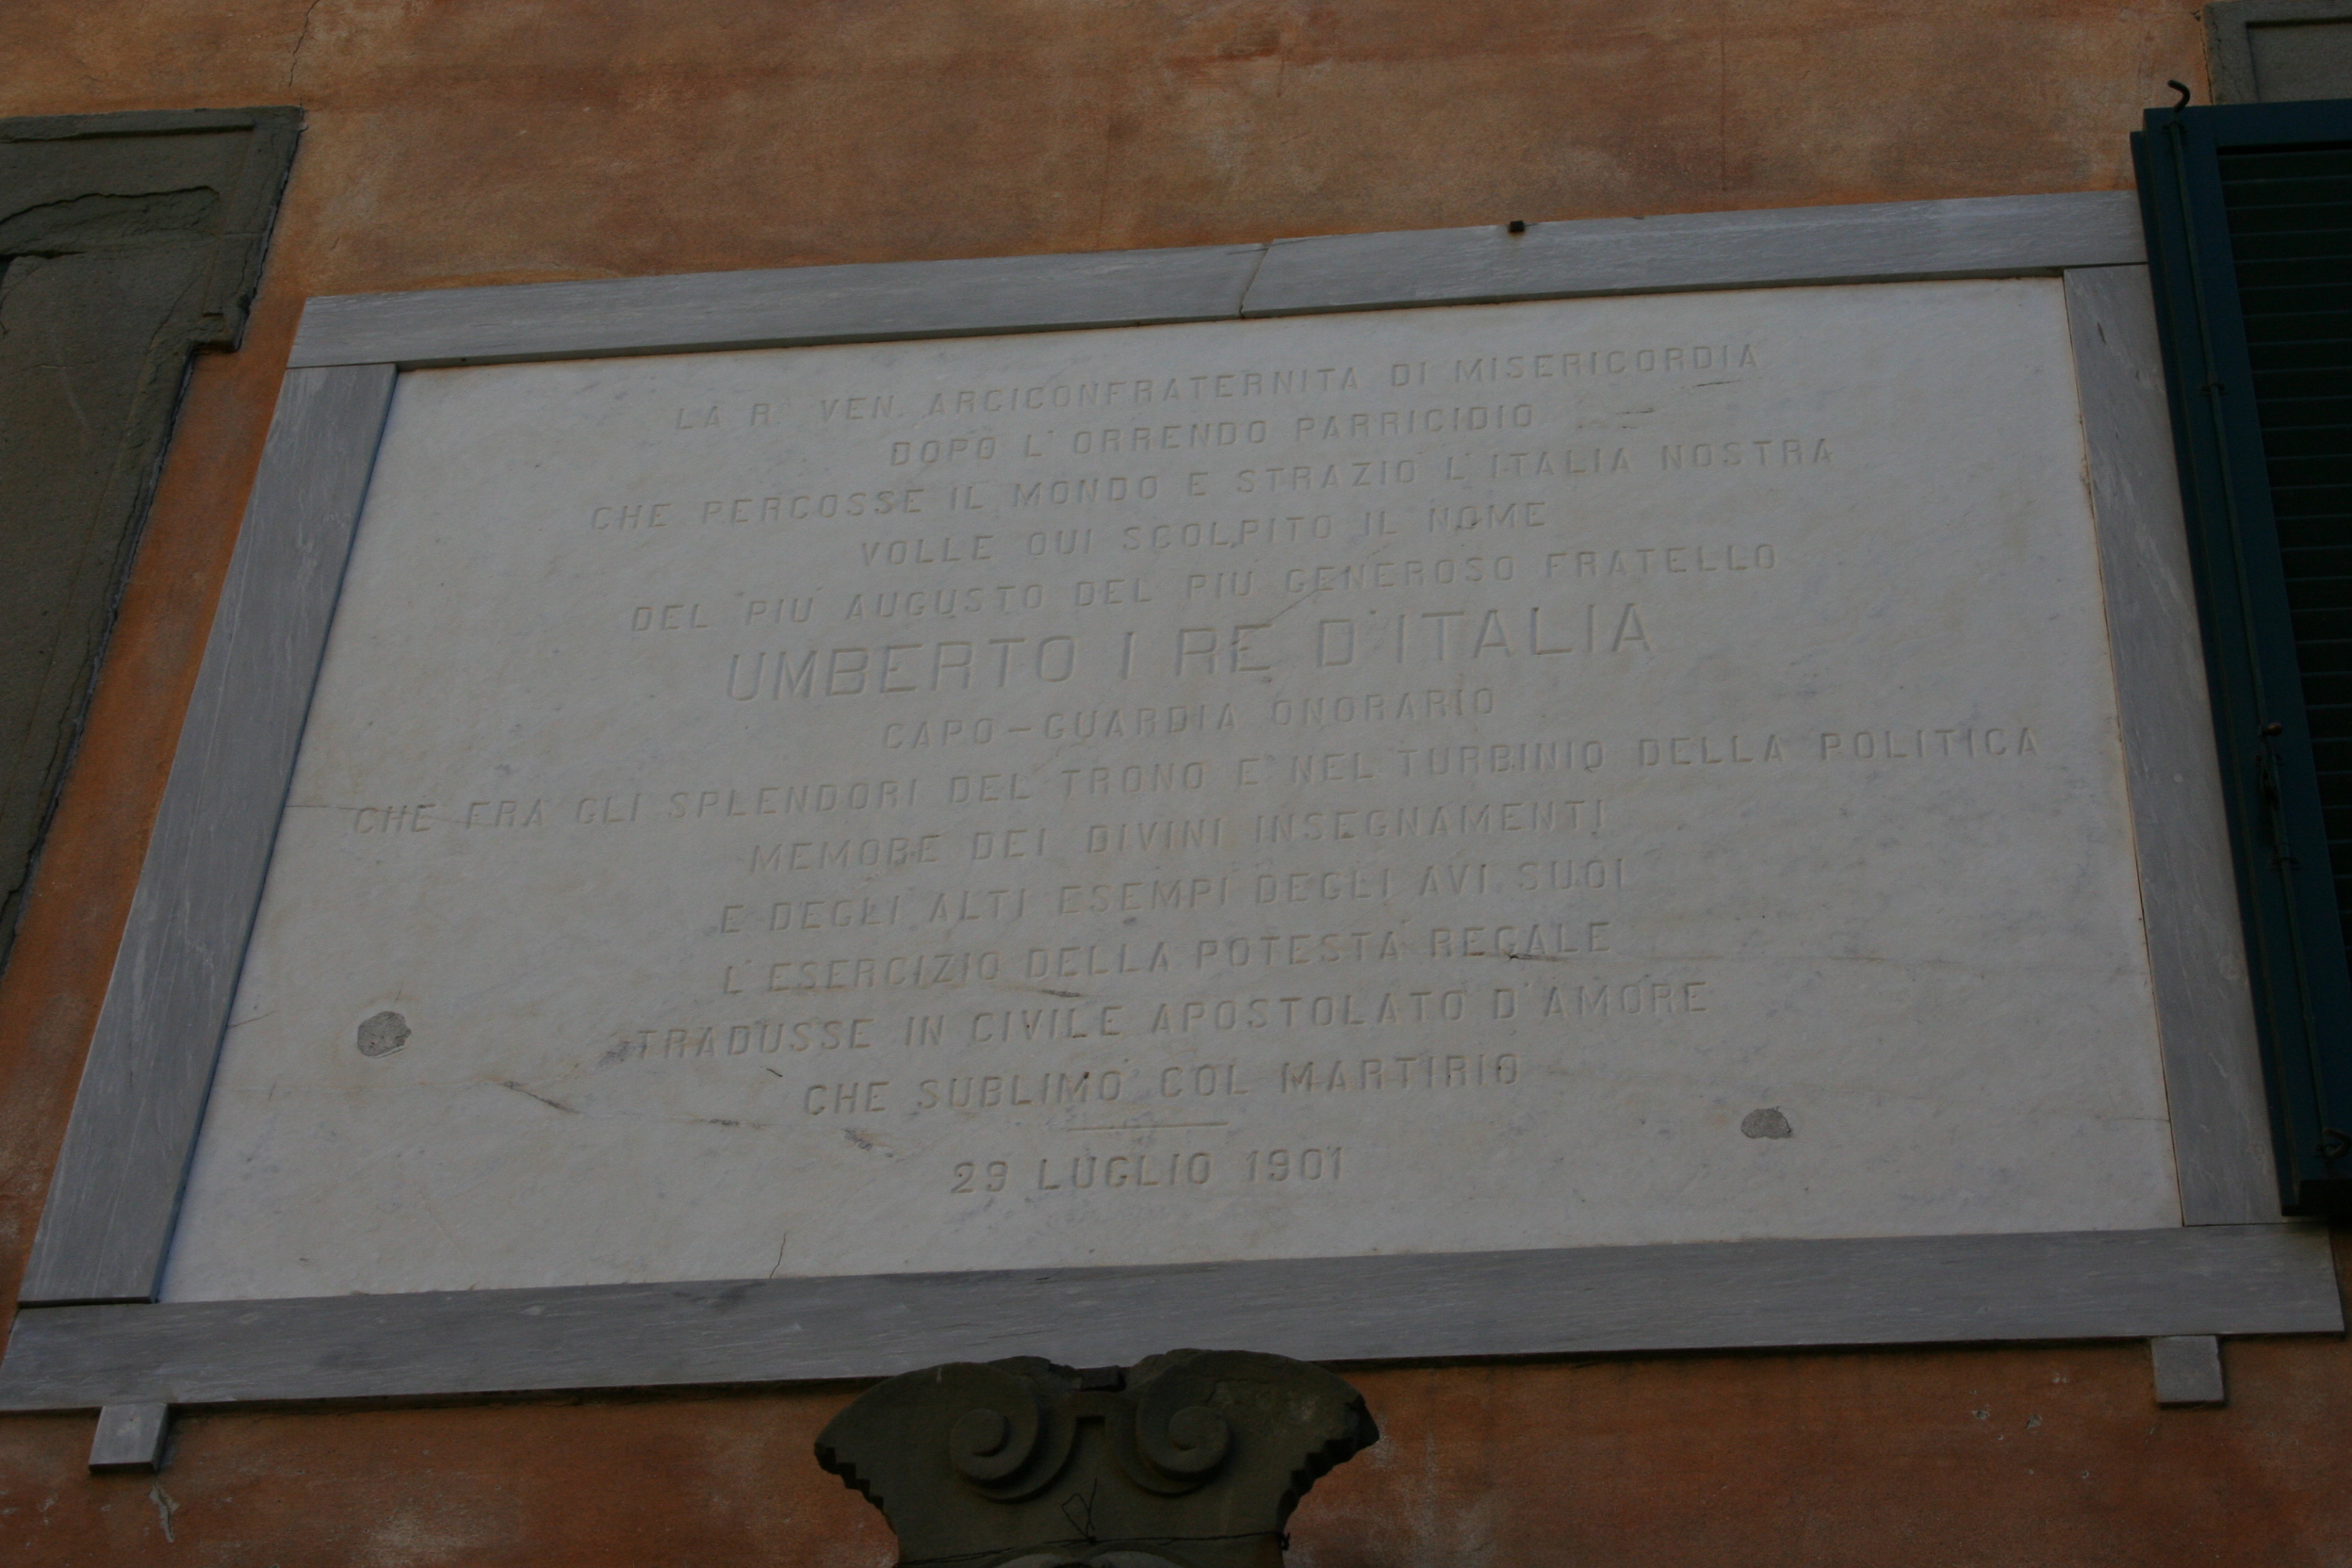 LA R. VEN. ARCICONFRATERNITA DI MISERICORDIA
DOPO L'ORRENDO PARRICIDIO
CHE PERCOSSE IL MONDO E STRAZIO L'ITALIA NOSTRA
VOLLE QUI SCOLPITO IL NOME
DEL PIU AUGUSTO DEL PIU GENEROSO FRATELLO
UMBERTO I RE D'ITALIA
CAPO-GUARDIA ONORARIO
CHE FRA GLI SPLENDORI DEL TRONO E NEL TURBINIO DELLA POLITICA
MEMORE DEI DIVINI INSEGNAMENTI
E DEGLI ALTI ESEMPI DEGLI AVI SUOI
L'ESERCIZIO DELLA POTESTÀ REGALE
TRADUSSE IN CIVILE APOSTOLATO D'AMORE
CHE SUBLIMO' COL MARTIRIO
29 LUGLIO 1901